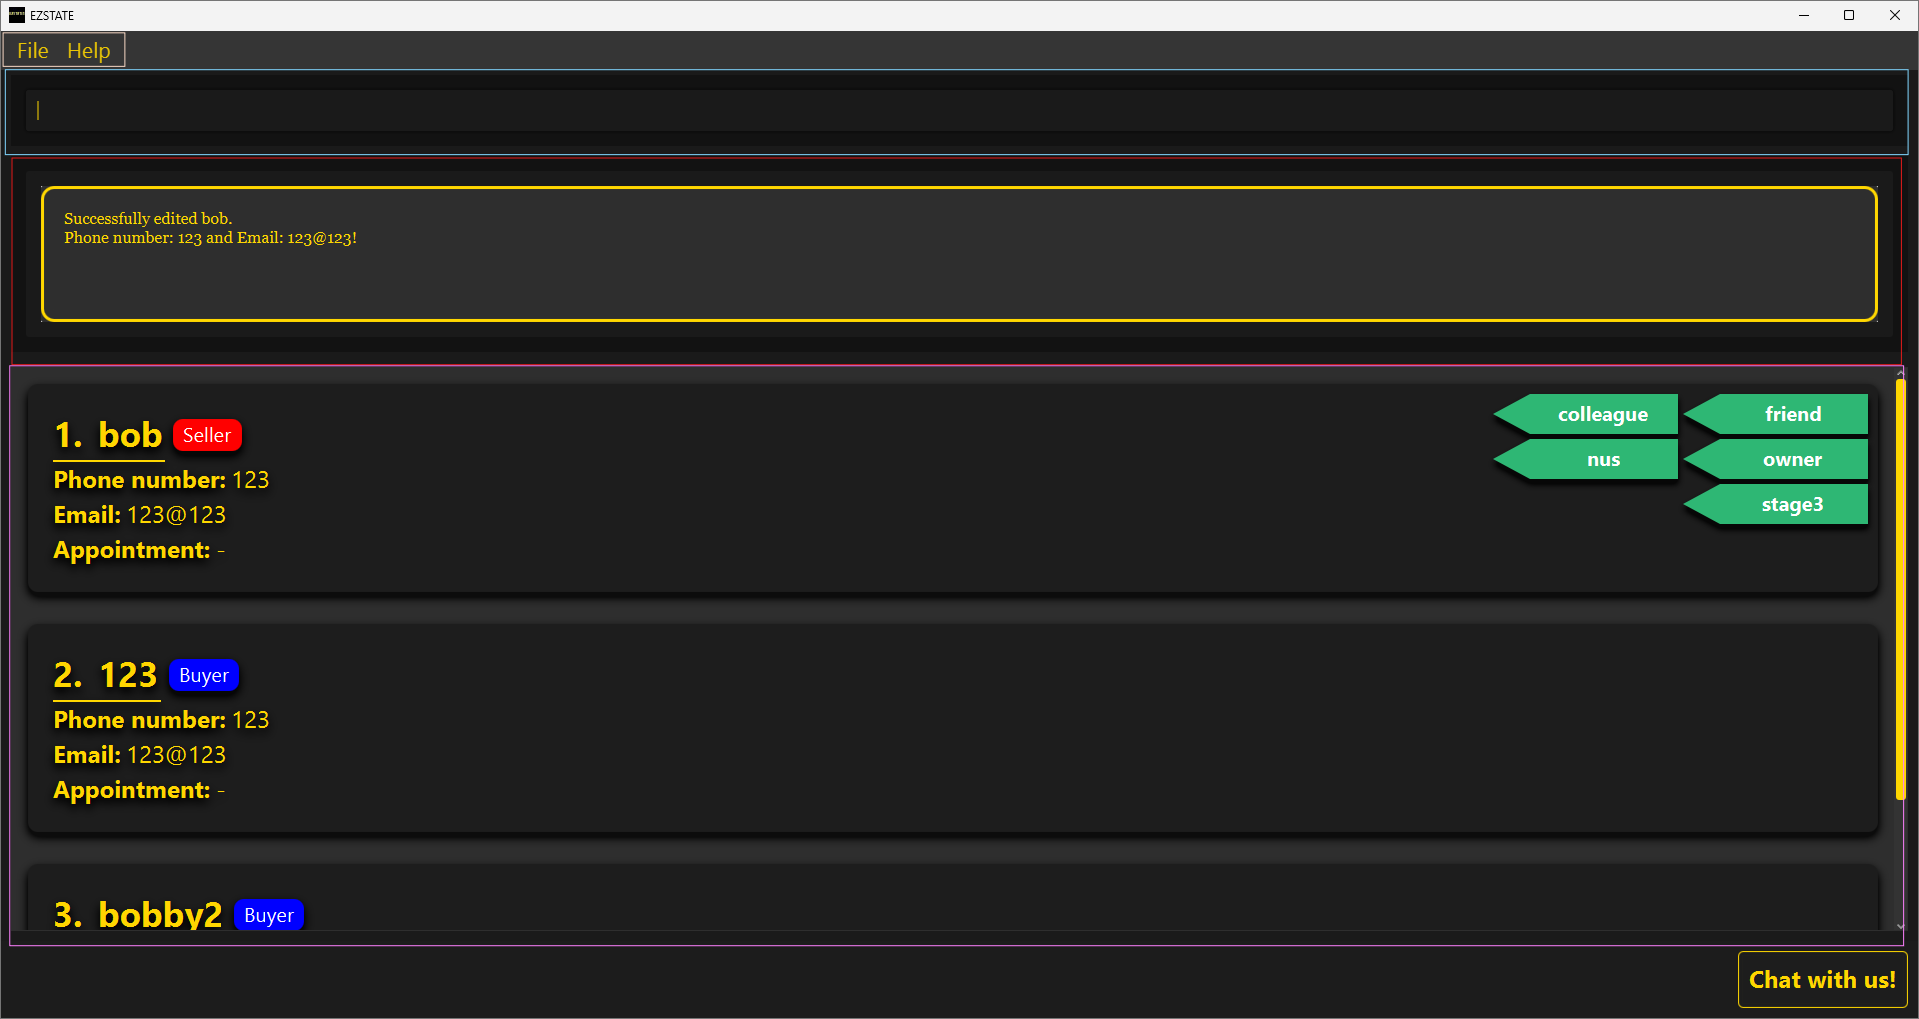 EZSTATE
File Help
Successfully edited bob.
Phone number: 123 and Email: 123@123!
1. bob Seller
Phone number: 123
Email: 123@123
Appointment: -
colleague friend
nus owner
stage3
2. 123 Buyer
Phone number: 123
Email: 123@123
Appointment: -
3. bobby2 Buyer
Chat with us!